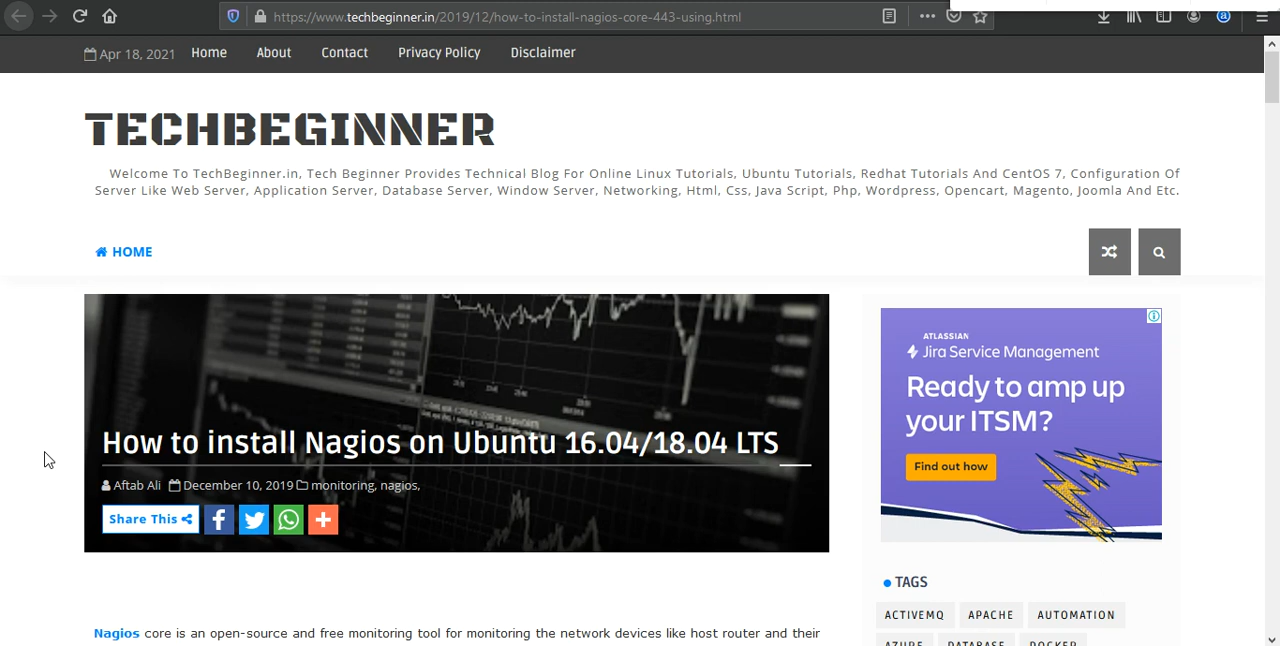 https://www.techbeginner.in/2019/12/how-to-install-nagios-core-443-using.html
Apr 18, 2021 Home About Contact Privacy Policy Disclaimer
TECHBEGINNER
Welcome To TechBeginner.in, Tech Beginner Provides Technical Blog For Online Linux Tutorials, Ubuntu Tutorials, Redhat Tutorials And CentOS 7, Configuration Of
Server Like Web Server, Application Server, Database Server, Window Server, Networking, Html, Css, Java Script, Php, Wordpress, Opencart, Magento, Joomla And Etc.
HOME
How to install Nagios on Ubuntu 16.04/18.04 LTS
Aftab Ali December 10, 2019 monitoring, nagios,
Share This
Nagios core is an open-source and free monitoring tool for monitoring the network devices like host router and their
ATLASSIAN
Jira Service Management
Ready to amp up
your ITSM?
Find out how
TAGS
ACTIVEMQ APACHE AUTOMATION
AZURE DATABASE DOCKER